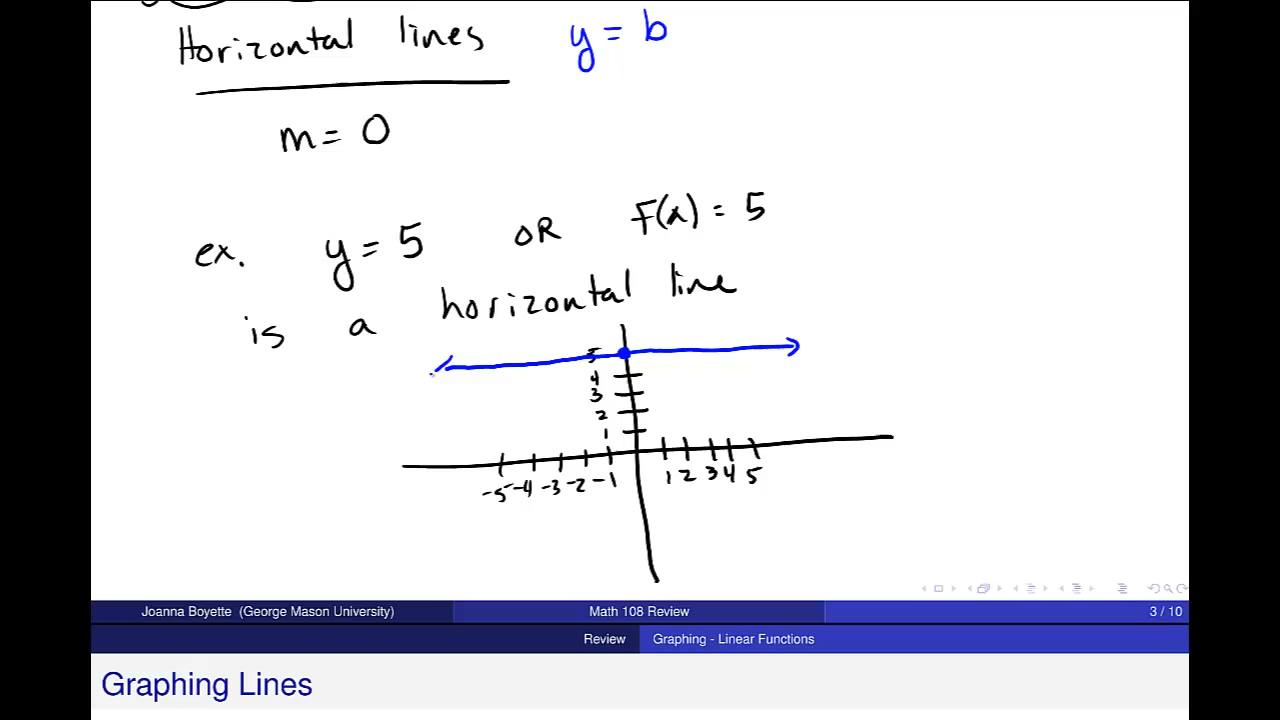 Horizontal lines y = b
m = 0
ex. y = 5 OR F(x) = 5
is a horizontal line
5
4
3
2
1
-5 -4 -3 -2 -1 1 2 3 4 5
Joanna Boyette (George Mason University) Math 108 Review 3 / 10
Review Graphing - Linear Functions
Graphing Lines